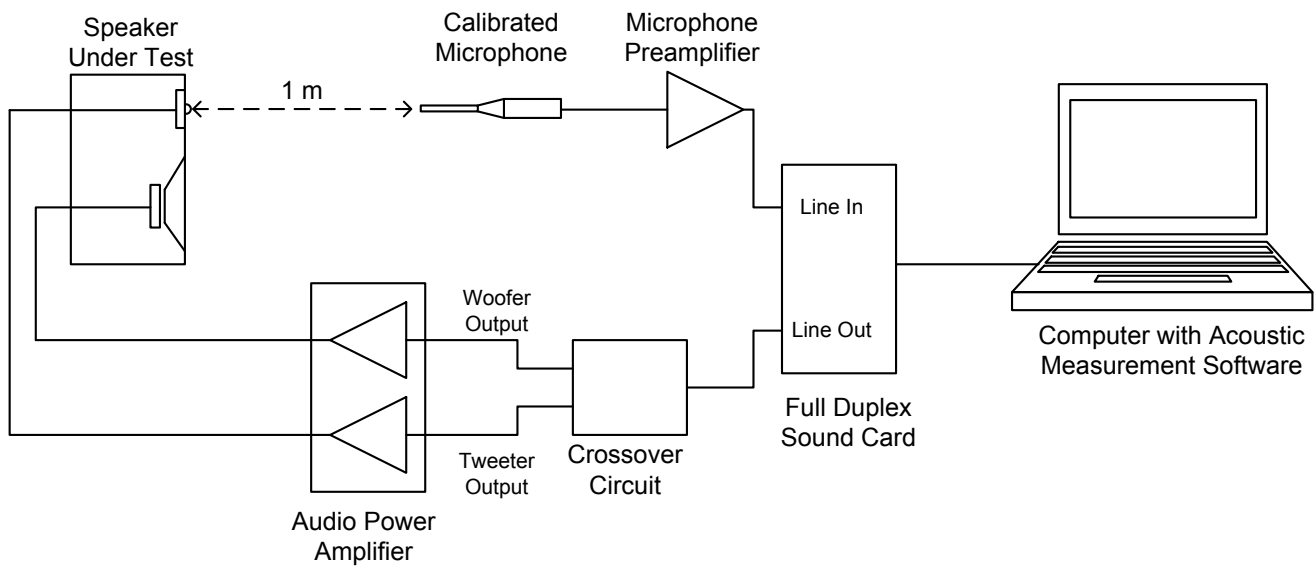 Speaker
Under Test
Calibrated
Microphone
Microphone
Preamplifier
1 m
Line In
Line Out
Woofer
Output
Tweeter
Output
Crossover
Circuit
Audio Power
Amplifier
Full Duplex
Sound Card
Computer with Acoustic
Measurement Software